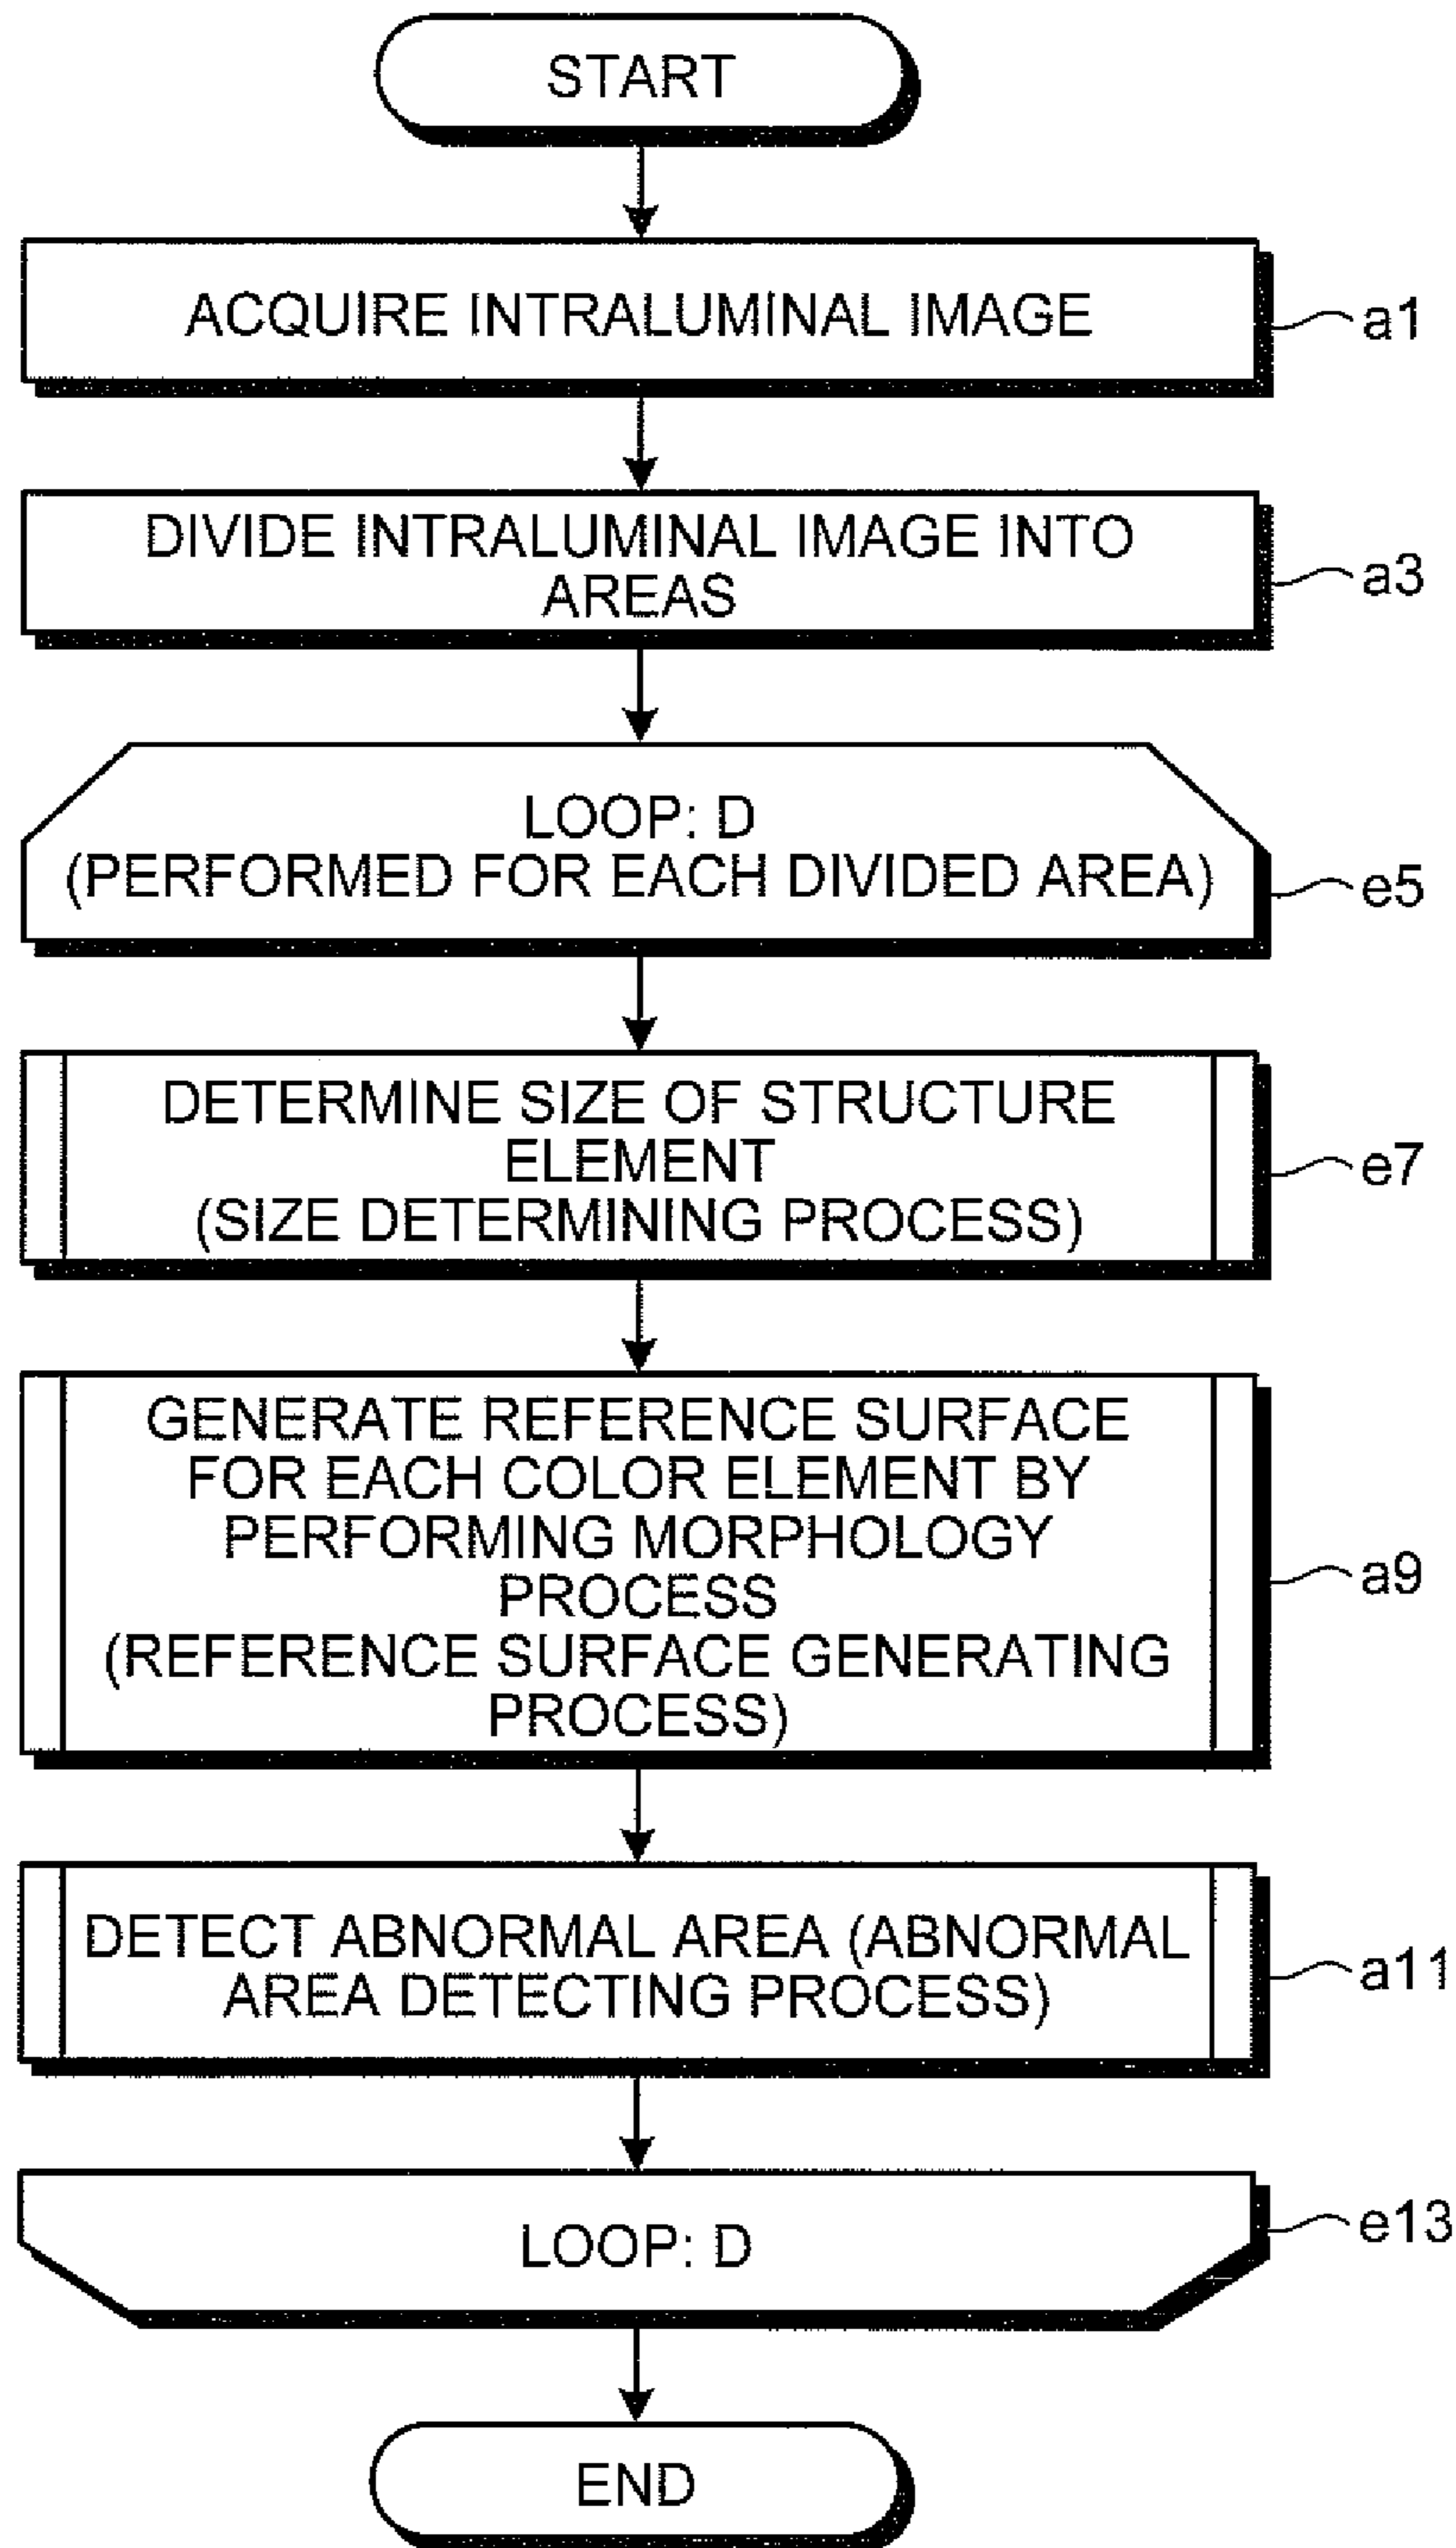 START
ACQUIRE INTRALUMINAL IMAGE
a1
DIVIDE INTRALUMINAL IMAGE INTO
AREAS
a3
LOOP: D
(PERFORMED FOR EACH DIVIDED AREA)
e5
DETERMINE SIZE OF STRUCTURE
ELEMENT
(SIZE DETERMINING PROCESS)
e7
GENERATE REFERENCE SURFACE
FOR EACH COLOR ELEMENT BY
PERFORMING MORPHOLOGY
PROCESS
(REFERENCE SURFACE GENERATING
PROCESS)
a9
DETECT ABNORMAL AREA (ABNORMAL
AREA DETECTING PROCESS)
a11
LOOP: D
e13
END